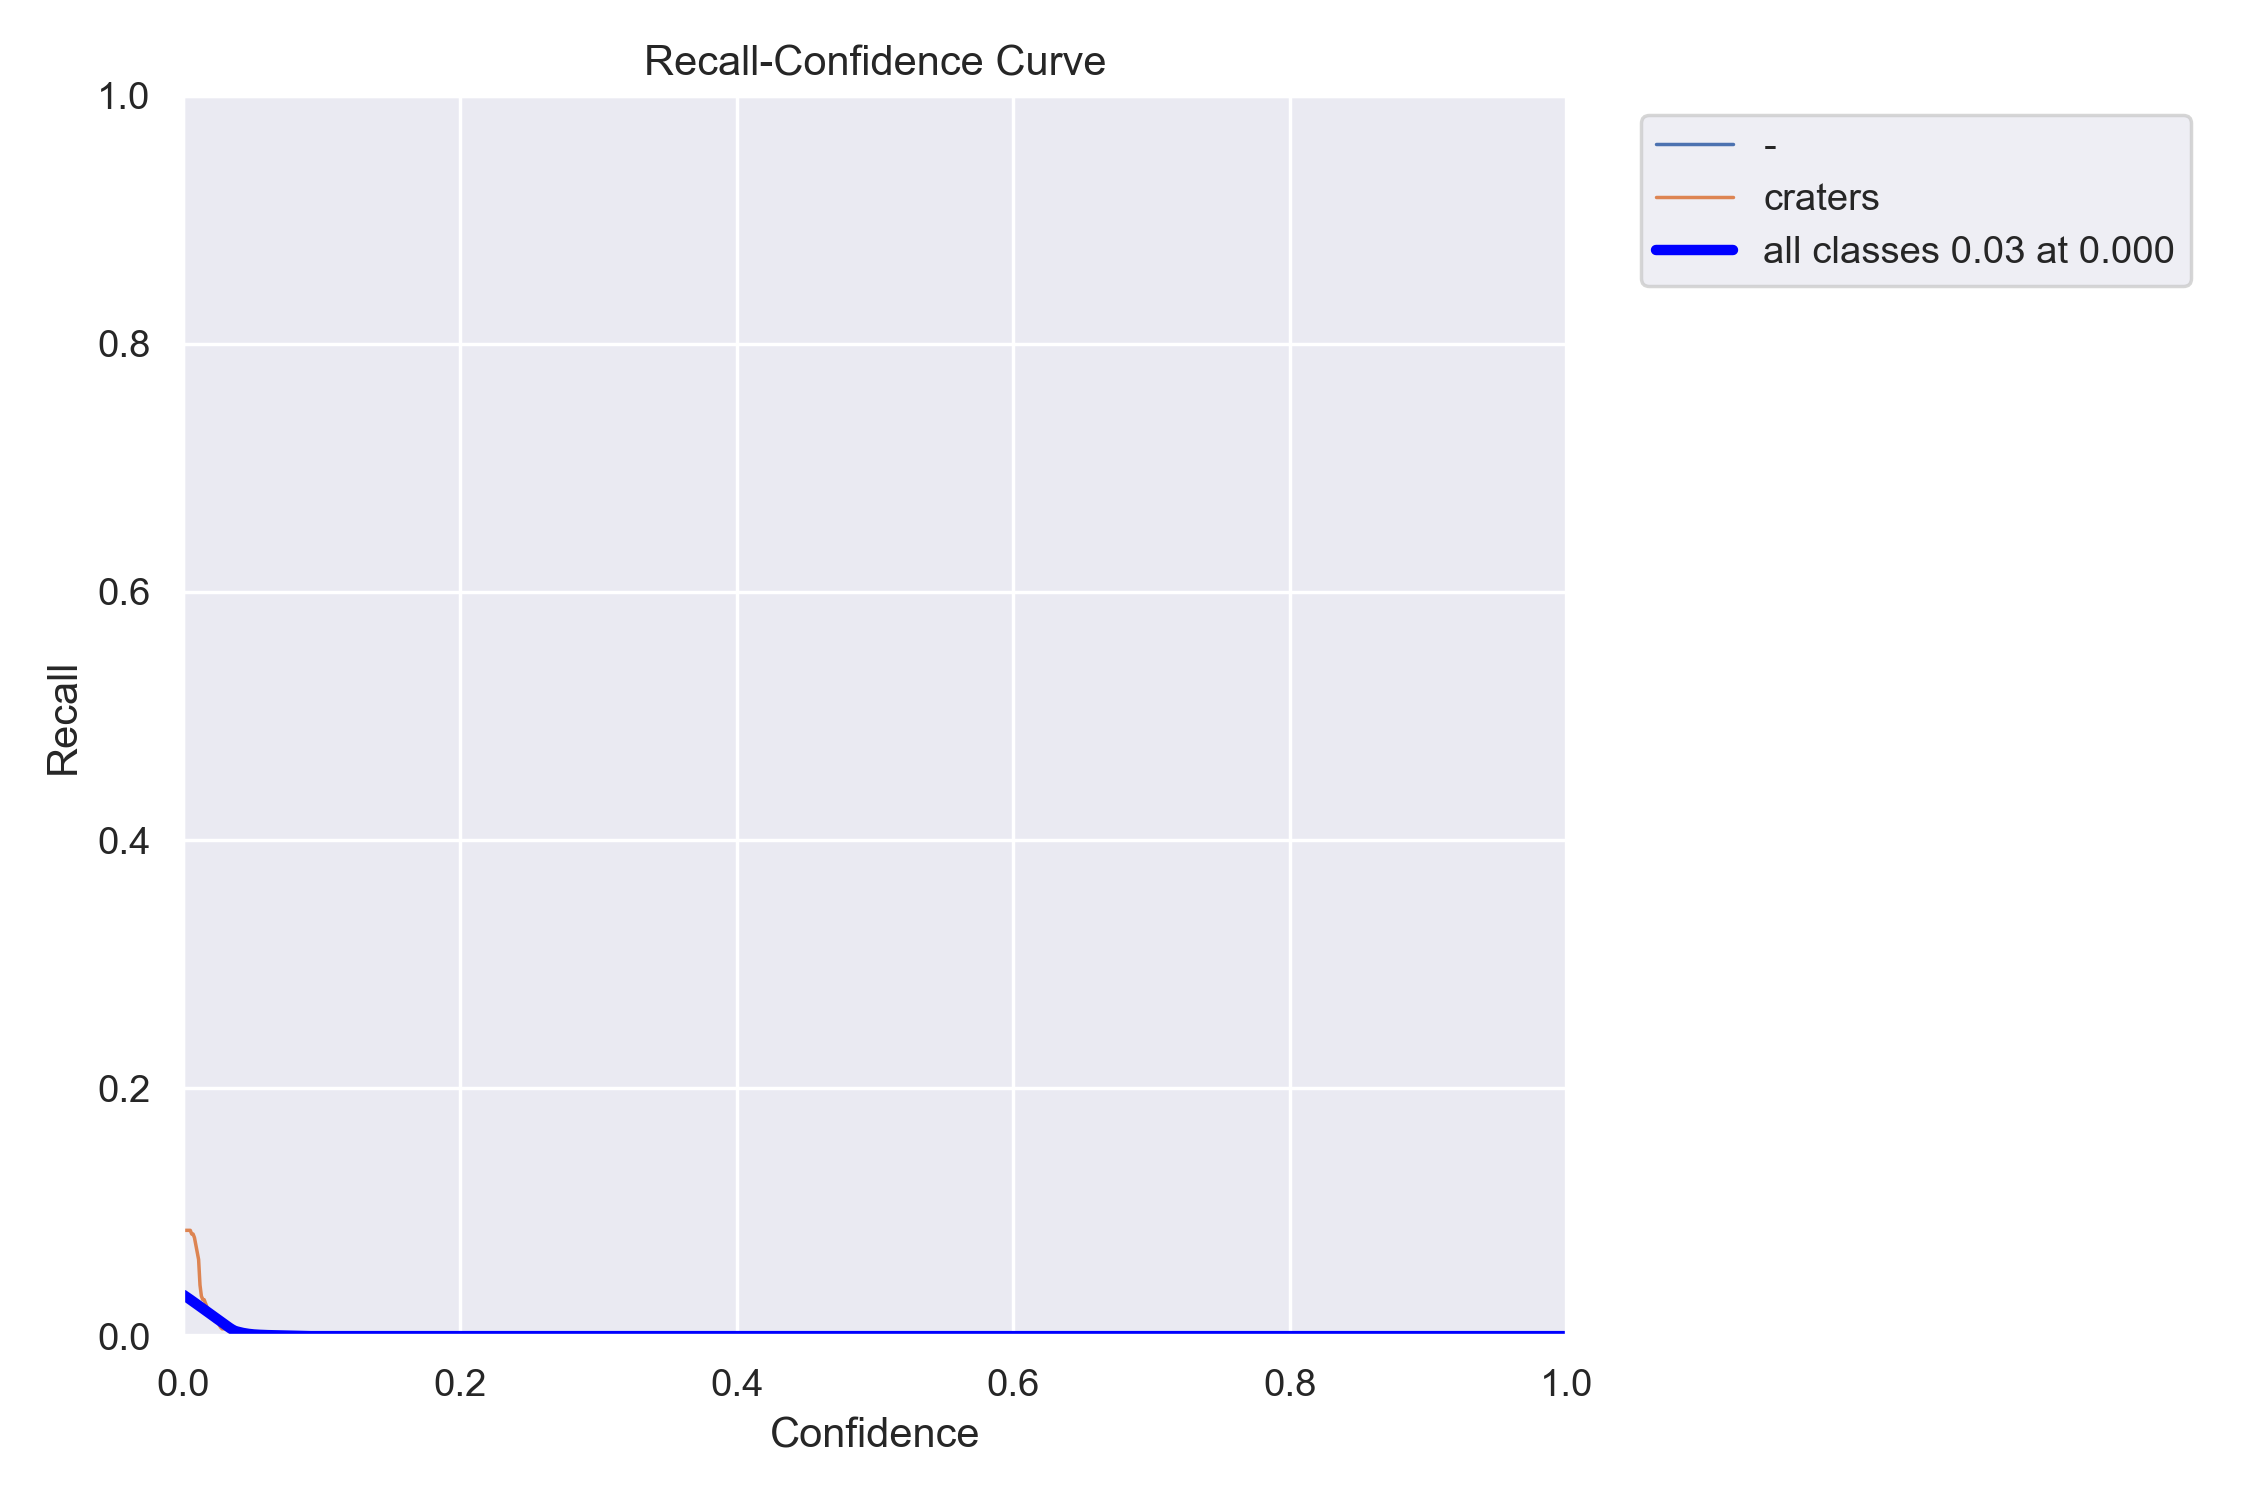 Recall-Confidence Curve
1.0
0.8
0.6
0.4
0.2
0.0
Recall
0.0 0.2 0.4 0.6 0.8 1.0
Confidence
-
craters
all classes 0.03 at 0.000